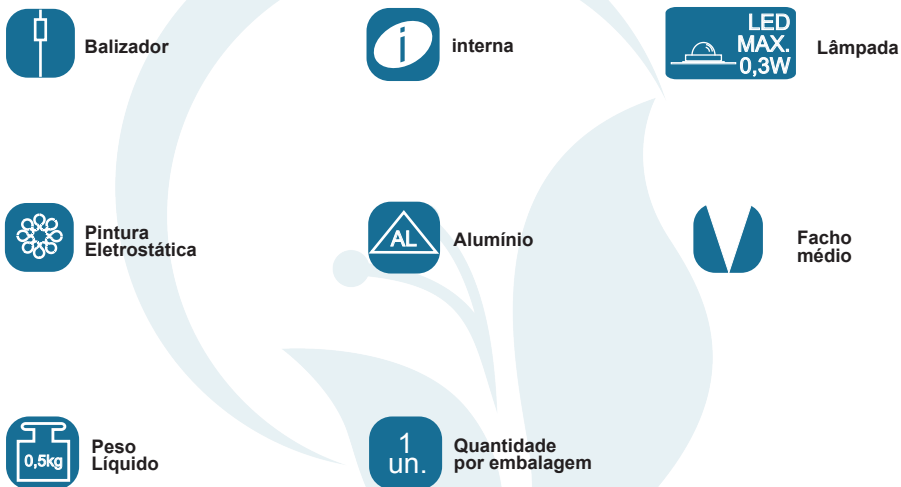 Balizador
i
interna
LED
MAX.
0,3W
Lâmpada
Pintura
Eletrostática
AL
Alumínio
Facho
médio
0,5kg
Peso
Líquido
1
un.
Quantidade
por embalagem